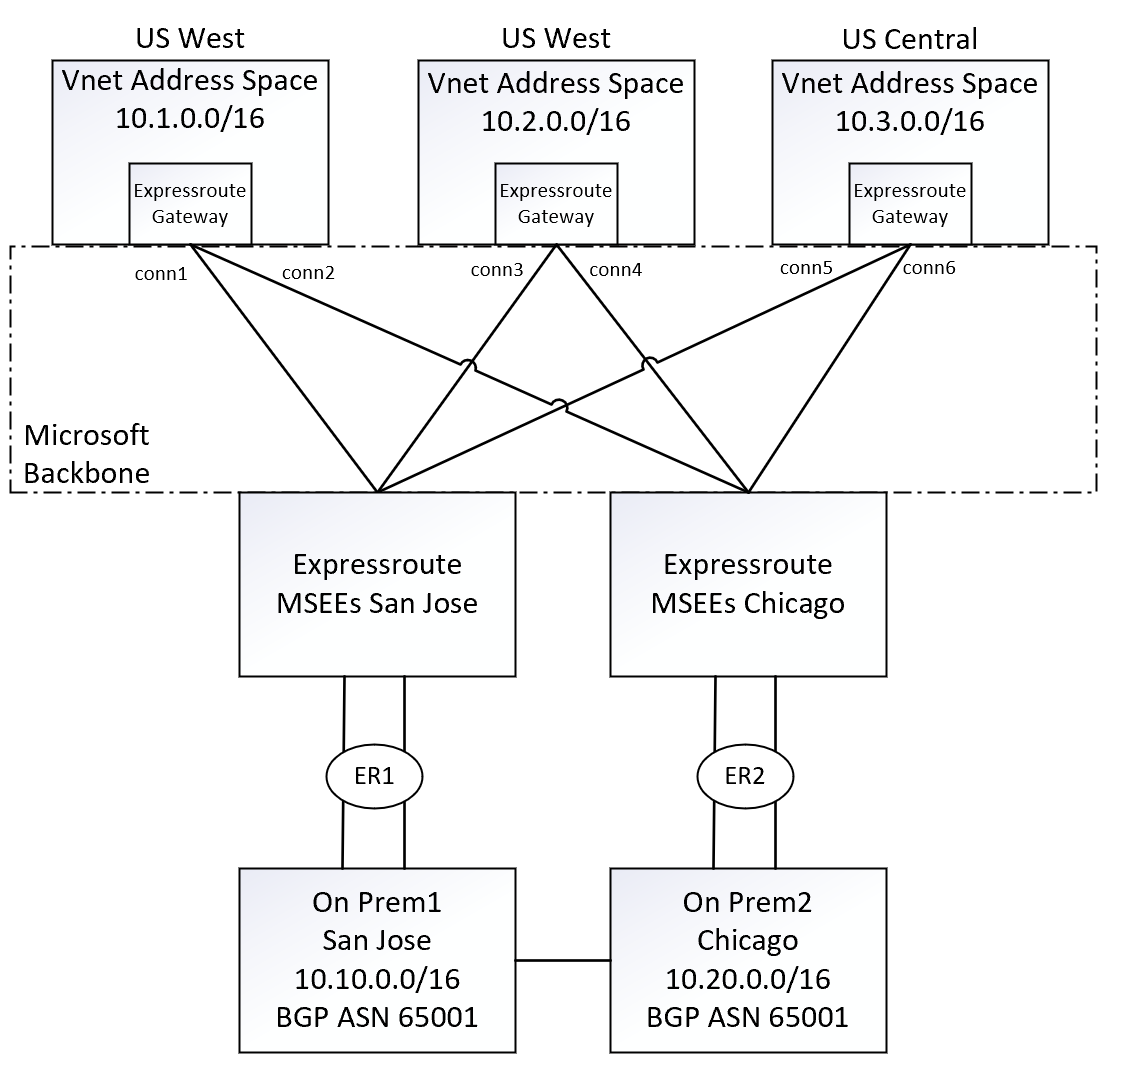 US West
US West
US Central
Vnet Address Space
10.1.0.0/16
Vnet Address Space
10.2.0.0/16
Vnet Address Space
10.3.0.0/16
Expressroute
Gateway
Expressroute
Gateway
Expressroute
Gateway
conn1
conn2
conn3
conn4
conn5
conn6
Microsoft
Backbone
Expressroute
MSEEs San Jose
Expressroute
MSEEs Chicago
ER1
ER2
On Prem1
San Jose
10.10.0.0/16
BGP ASN 65001
On Prem2
Chicago
10.20.0.0/16
BGP ASN 65001